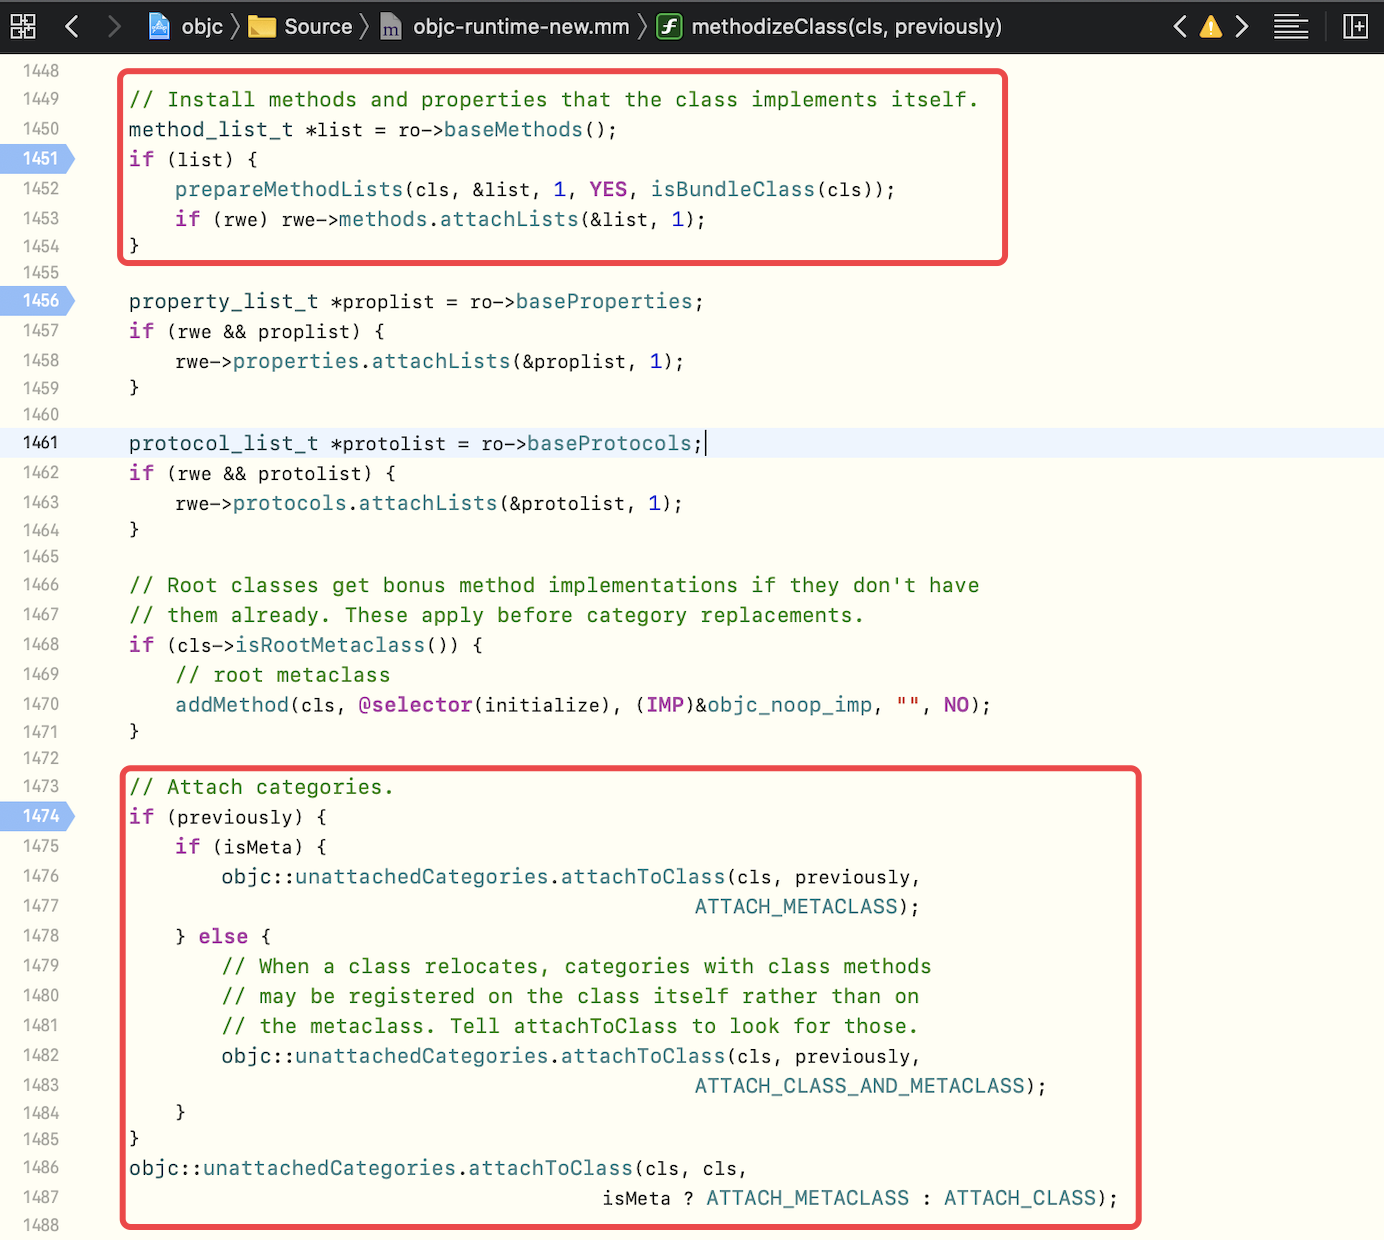 objc Source m objc-runtime-new.mm f methodizeClass(cls, previously)
1448
1449 // Install methods and properties that the class implements itself.
1450 method_list_t *list = ro->baseMethods();
1451 if (list) {
1452 prepareMethodLists(cls, &list, 1, YES, isBundleClass(cls));
1453 if (rwe) rwe->methods.attachLists(&list, 1);
1454 }
1455
1456 property_list_t *proplist = ro->baseProperties;
1457 if (rwe && proplist) {
1458 rwe->properties.attachLists(&proplist, 1);
1459 }
1460
1461 protocol_list_t *protolist = ro->baseProtocols;
1462 if (rwe && protolist) {
1463 rwe->protocols.attachLists(&protolist, 1);
1464 }
1465
1466 // Root classes get bonus method implementations if they don't have
1467 // them already. These apply before category replacements.
1468 if (cls->isRootMetaclass()) {
1469 // root metaclass
1470 addMethod(cls, @selector(initialize), (IMP)&objc_noop_imp, "", NO);
1471 }
1472
1473 // Attach categories.
1474 if (previously) {
1475 if (isMeta) {
1476 objc::unattachedCategories.attachToClass(cls, previously,
1477 ATTACH_METACLASS);
1478 } else {
1479 // When a class relocates, categories with class methods
1480 // may be registered on the class itself rather than on
1481 // the metaclass. Tell attachToClass to look for those.
1482 objc::unattachedCategories.attachToClass(cls, previously,
1483 ATTACH_CLASS_AND_METACLASS);
1484 }
1485 }
1486 objc::unattachedCategories.attachToClass(cls, cls,
1487 isMeta ? ATTACH_METACLASS : ATTACH_CLASS);
1488